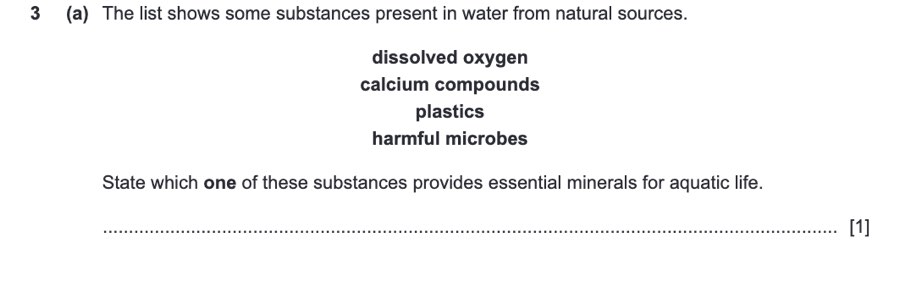 3 (a) The list shows some substances present in water from natural sources.
dissolved oxygen
calcium compounds
plastics
harmful microbes
State which one of these substances provides essential minerals for aquatic life.
.......................................................................................................................................... [1]